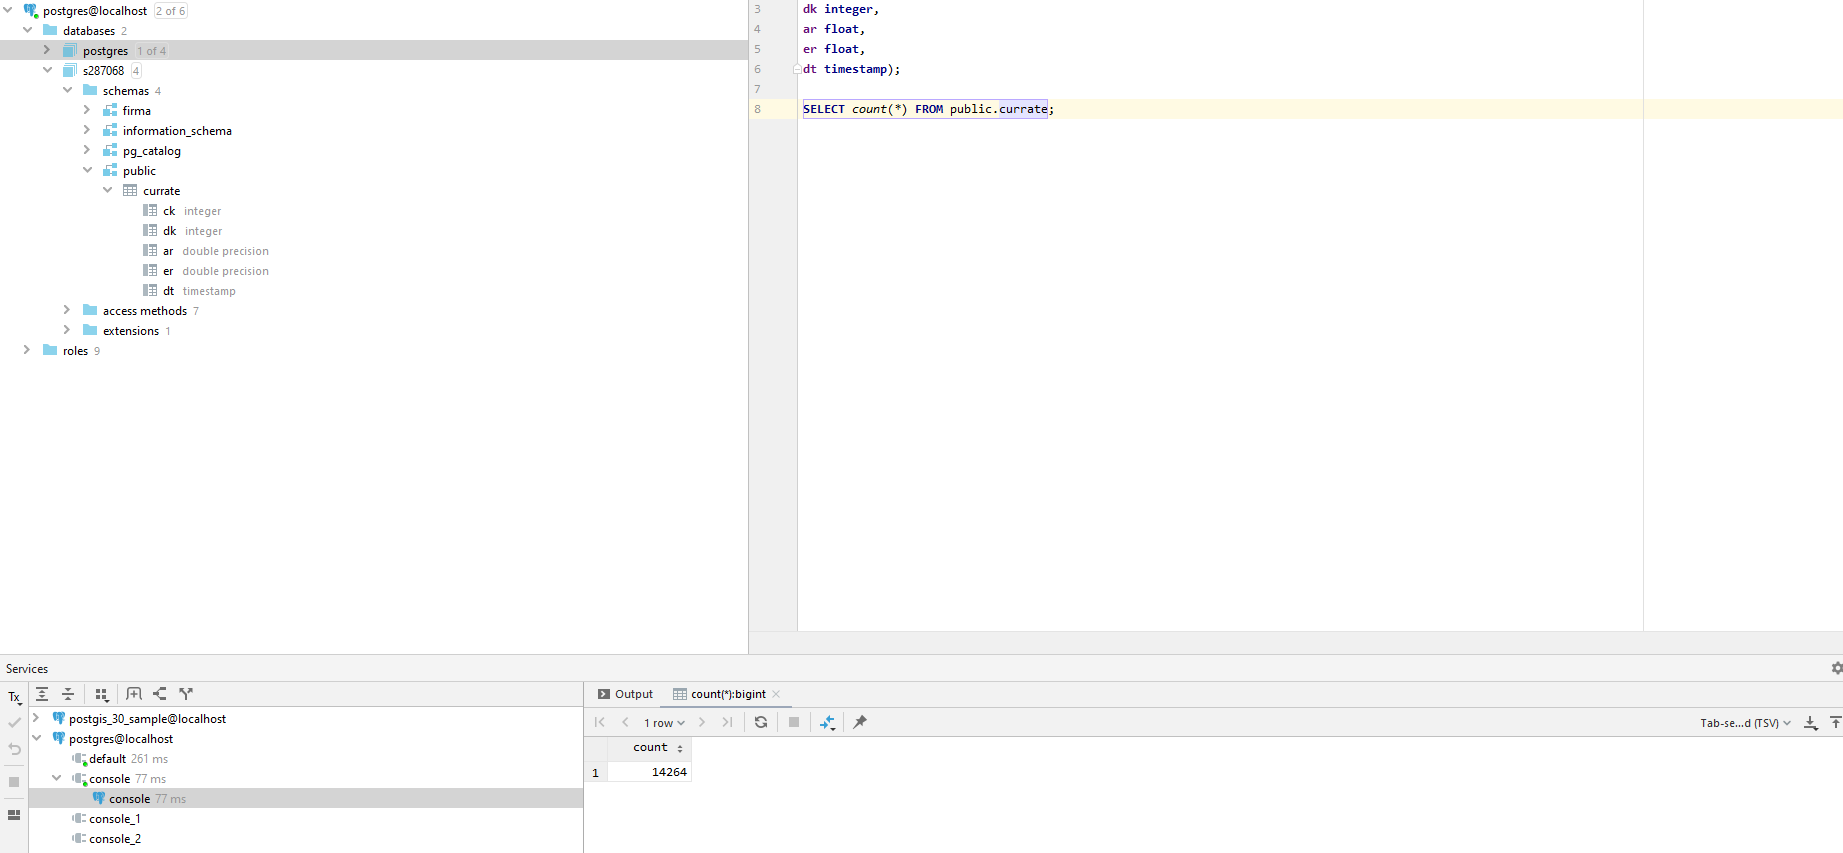 postgres@localhost 2 of 6
databases 2
postgres 1 of 4
s287068 4
schemas 4
firma
information_schema
pg_catalog
public
currate
ck integer
dk integer
ar double precision
er double precision
dt timestamp
access methods 7
extensions 1
roles 9
3 dk integer,
4 ar float,
5 er float,
6 dt timestamp);
7
8 SELECT count(*) FROM public.currate;
Services
Tx
postgis_30_sample@localhost
postgres@localhost
default 261 ms
console 77 ms
console 77 ms
console_1
console_2
Output count(*):bigint
1 row
Tab-se...d (TSV)
count
1 14264